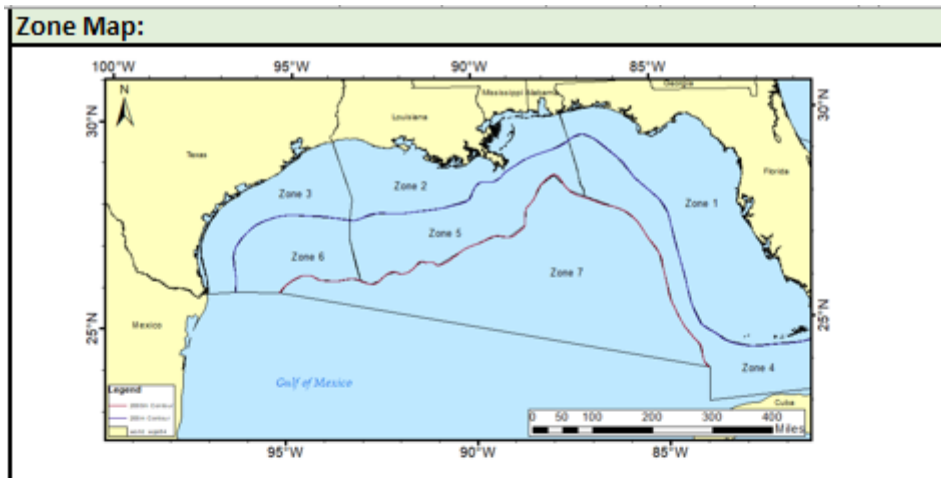 Zone Map:
100°W 95°W 90°W 85°W
N
30°N
30°N
Georgia
Mississippi Alabama
Louisiana
Texas
Florida
Zone 3
Zone 2
Zone 1
Zone 5
Zone 6
Zone 7
25°N
25°N
Mexico
Zone 4
Gulf of Mexico
Cuba
Legend
200m Contour
0 50 100 200 300 400
Miles
95°W 90°W 85°W